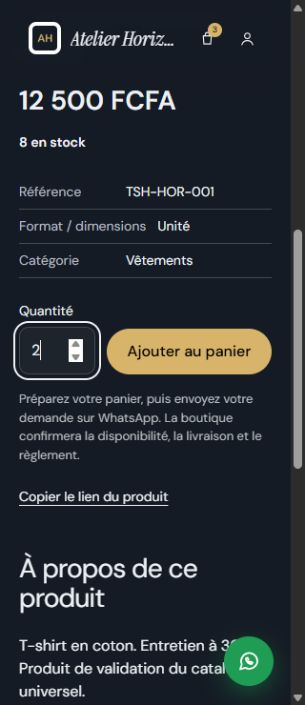 AH Atelier Horiz... 3
12 500 FCFA
8 en stock
Référence TSH-HOR-001
Format / dimensions Unité
Catégorie Vêtements
Quantité
2 Ajouter au panier
Préparez votre panier, puis envoyez votre
demande sur WhatsApp. La boutique
confirmera la disponibilité, la livraison et le
règlement.
Copier le lien du produit
À propos de ce
produit
T-shirt en coton. Entretien à
Produit de validation du
universel.